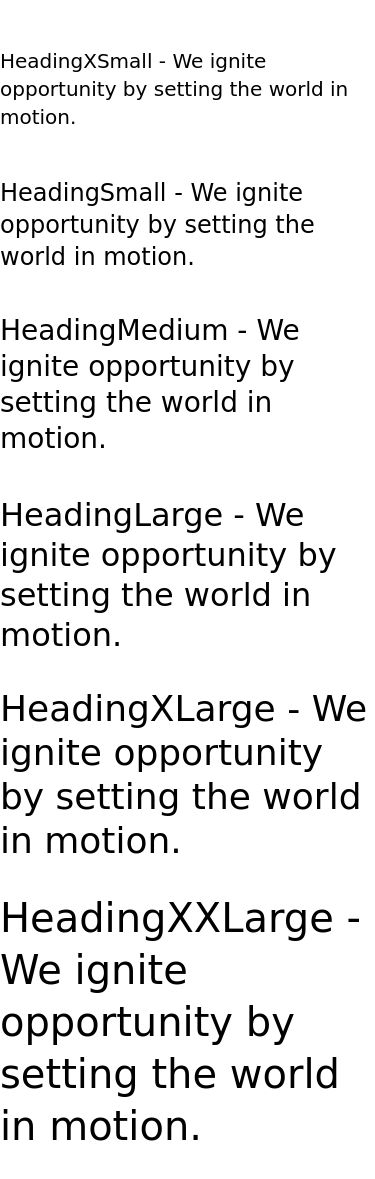 HeadingXSmall - We ignite
opportunity by setting the world in
motion.
HeadingSmall - We ignite
opportunity by setting the
world in motion.
HeadingMedium - We
ignite opportunity by
setting the world in
motion.
HeadingLarge - We
ignite opportunity by
setting the world in
motion.
HeadingXLarge - We
ignite opportunity
by setting the world
in motion.
HeadingXXLarge -
We ignite
opportunity by
setting the world
in motion.